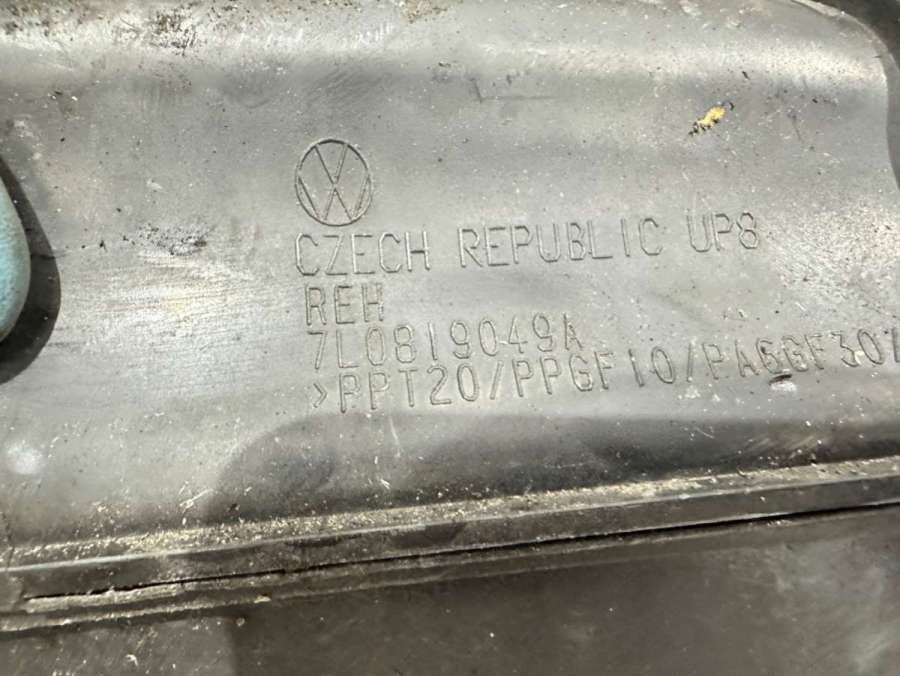 CZECH REPUBLIC UP8
REH
7L0819049A
>PPT20/PPGF10/PA6GF30/